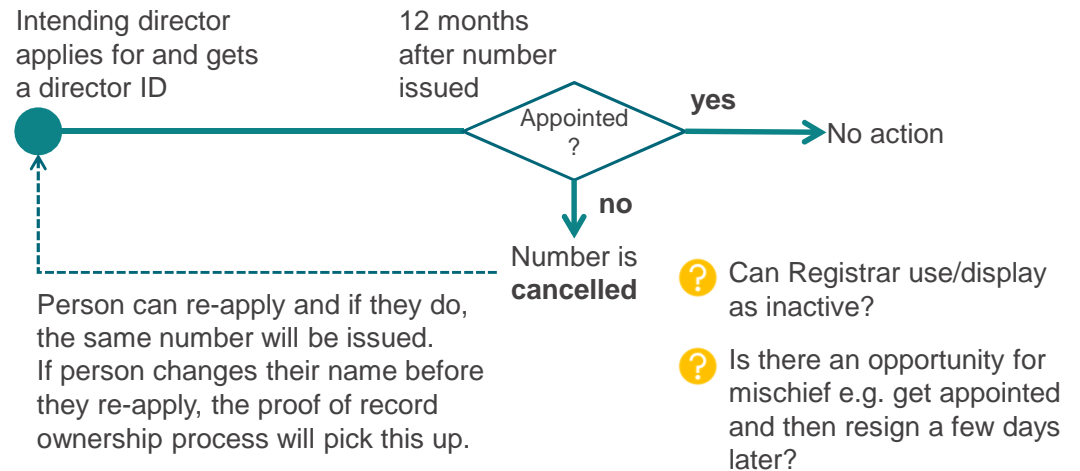 Intending director
applies for and gets
a director ID
12 months
after number
issued
Appointed
?
yes
No action
no
Number is
cancelled
Person can re-apply and if they do,
the same number will be issued.
If person changes their name before
they re-apply, the proof of record
ownership process will pick this up.
? Can Registrar use/display
as inactive?
? Is there an opportunity for
mischief e.g. get appointed
and then resign a few days
later?